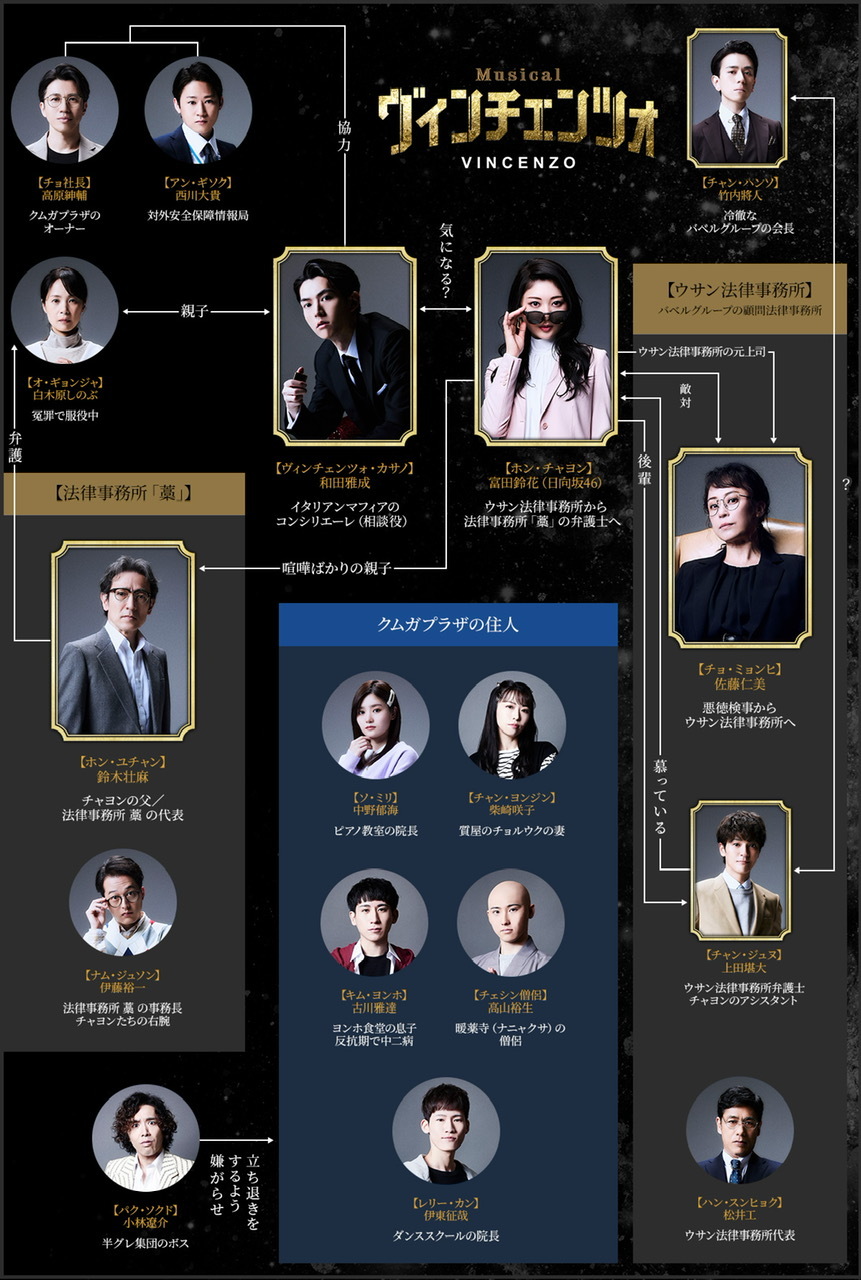 Musical
ヴィンチェンツォ
VINCENZO
【チョ社長】
高原紳輔
クムガプラザの
オーナー
【アン・ギソク】
西川大貴
対外安全保障情報局
協力
【チャン・ハンソ】
竹内將人
冷徹な
バベルグループの会長
【オ・ギョンジャ】
白木原しのぶ
冤罪で服役中
親子
気になる?
【ヴィンチェンツォ・カサノ】
和田雅成
イタリアンマフィアの
コンシリエーレ（相談役）
【ホン・チャヨン】
富田鈴花（日向坂46）
ウサン法律事務所から
法律事務所「藁」の弁護士へ
【ウサン法律事務所】
バベルグループの顧問法律事務所
ウサン法律事務所の元上司
敵対
後輩
?
【チョ・ミョンヒ】
佐藤仁美
悪徳検事から
ウサン法律事務所へ
慕っている
【チャン・ジュヌ】
上田堪大
ウサン法律事務所弁護士
チャヨンのアシスタント
【ハン・スンヒョク】
松井工
ウサン法律事務所代表
弁護
【法律事務所「藁」】
喧嘩ばかりの親子
【ホン・ユチャン】
鈴木壮麻
チャヨンの父／
法律事務所 藁 の代表
【ナム・ジュソン】
伊藤裕一
法律事務所 藁 の事務長
チャヨンたちの右腕
クムガプラザの住人
【ソ・ミリ】
中野郁海
ピアノ教室の院長
【チャン・ヨンジン】
柴崎咲子
質屋のチョルウクの妻
【キム・ヨンホ】
古川雅達
ヨンホ食堂の息子
反抗期で中二病
【チェシン僧侶】
高山裕生
暖薬寺（ナニャクサ）の
僧侶
【レリー・カン】
伊東征哉
ダンススクールの院長
【パク・ソクド】
小林遼介
半グレ集団のボス
立ち退きを
するよう
嫌がらせ